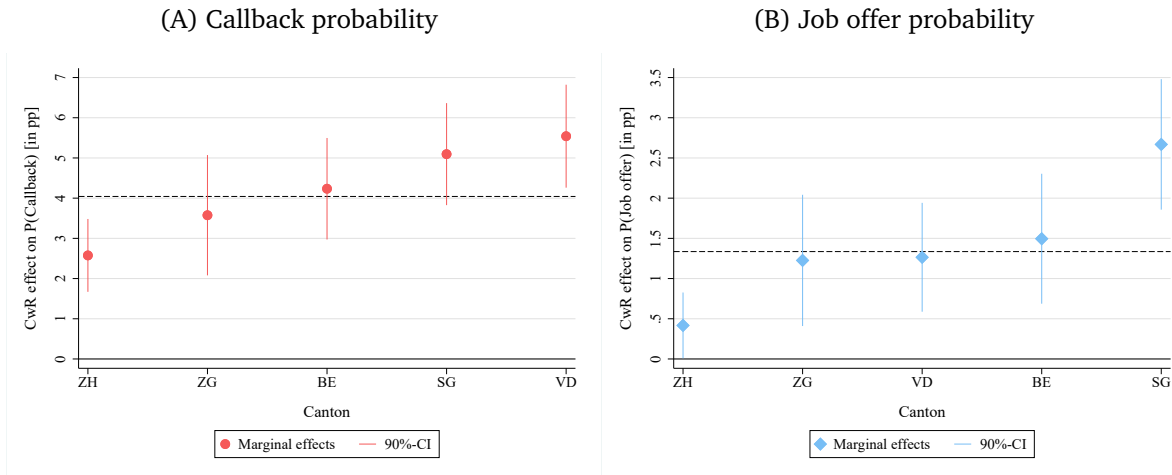 (A) Callback probability
CwR effect on P(Callback) [in pp]
7
6
5
4
3
2
1
0
ZH ZG BE SG VD
Canton
Marginal effects 90%-CI
(B) Job offer probability
CwR effect on P(Job offer) [in pp]
3.5
3
2.5
2
1.5
1
.5
0
ZH ZG VD BE SG
Canton
Marginal effects 90%-CI